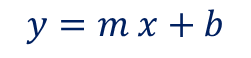 y = m x + b